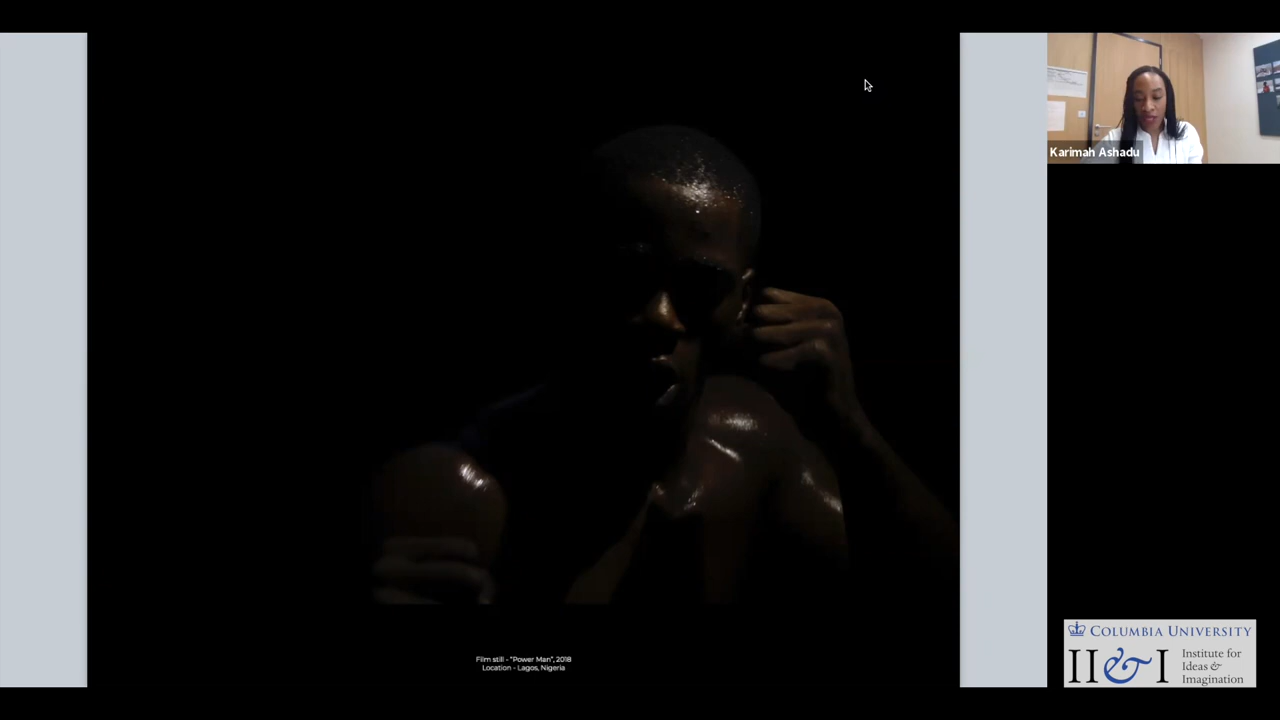 Karimah Ashadu
Film still - "Power Man", 2018
Location - Lagos, Nigeria
COLUMBIA UNIVERSITY
II&I
Institute for
Ideas &
Imagination